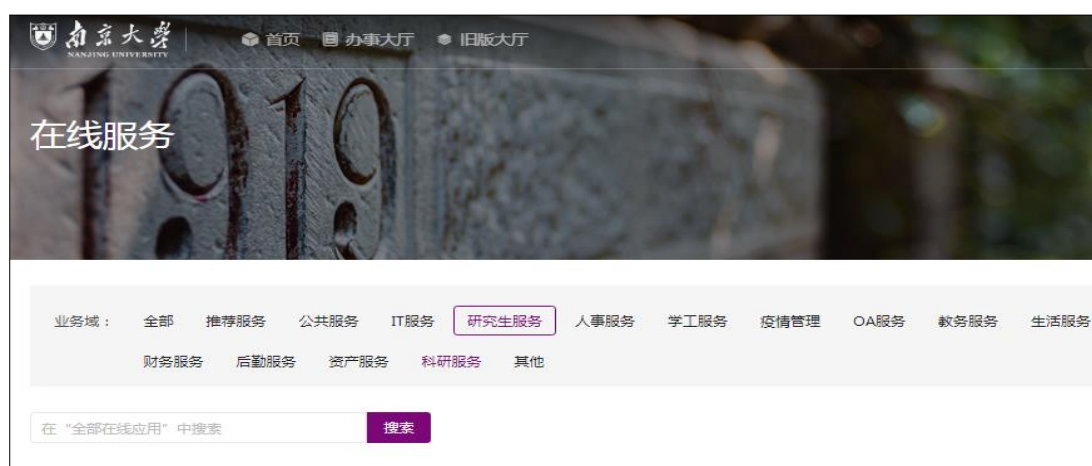 南京大学 首页 办事大厅 旧版大厅
NANJING UNIVERSITY
1919
在线服务
业务域： 全部 推荐服务 公共服务 IT服务 研究生服务 人事服务 学工服务 疫情管理 OA服务 教务服务 生活服务
财务服务 后勤服务 资产服务 科研服务 其他
在“全部在线应用”中搜索 搜索